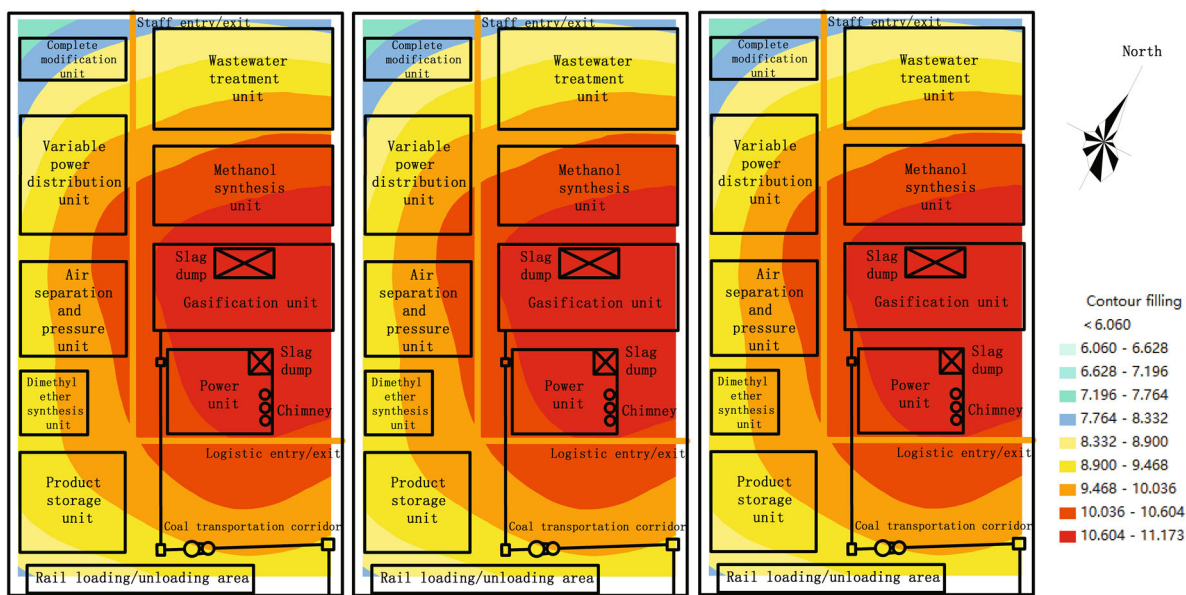 Staff entry/exit
Complete
modification
unit
Wastewater
treatment
unit
Variable
power
distribution
unit
Methanol
synthesis
unit
Slag
dump
Gasification unit
Air
separation
and
pressure
unit
Slag
dump
Power
unit
Chimney
Dimethyl
ether
synthesis
unit
Logistic entry/exit
Product
storage
unit
Coal transportation corridor
Rail loading/unloading area
Staff entry/exit
Complete
modification
unit
Wastewater
treatment
unit
Variable
power
distribution
unit
Methanol
synthesis
unit
Slag
dump
Gasification unit
Air
separation
and
pressure
unit
Slag
dump
Power
unit
Chimney
Dimethyl
ether
synthesis
unit
Logistic entry/exit
Product
storage
unit
Coal transportation corridor
Rail loading/unloading area
Staff entry/exit
Complete
modification
unit
Wastewater
treatment
unit
Variable
power
distribution
unit
Methanol
synthesis
unit
Slag
dump
Gasification unit
Air
separation
and
pressure
unit
Slag
dump
Power
unit
Chimney
Dimethyl
ether
synthesis
unit
Logistic entry/exit
Product
storage
unit
Coal transportation corridor
Rail loading/unloading area
North
Contour filling
< 6.060
6.060 - 6.628
6.628 - 7.196
7.196 - 7.764
7.764 - 8.332
8.332 - 8.900
8.900 - 9.468
9.468 - 10.036
10.036 - 10.604
10.604 - 11.173